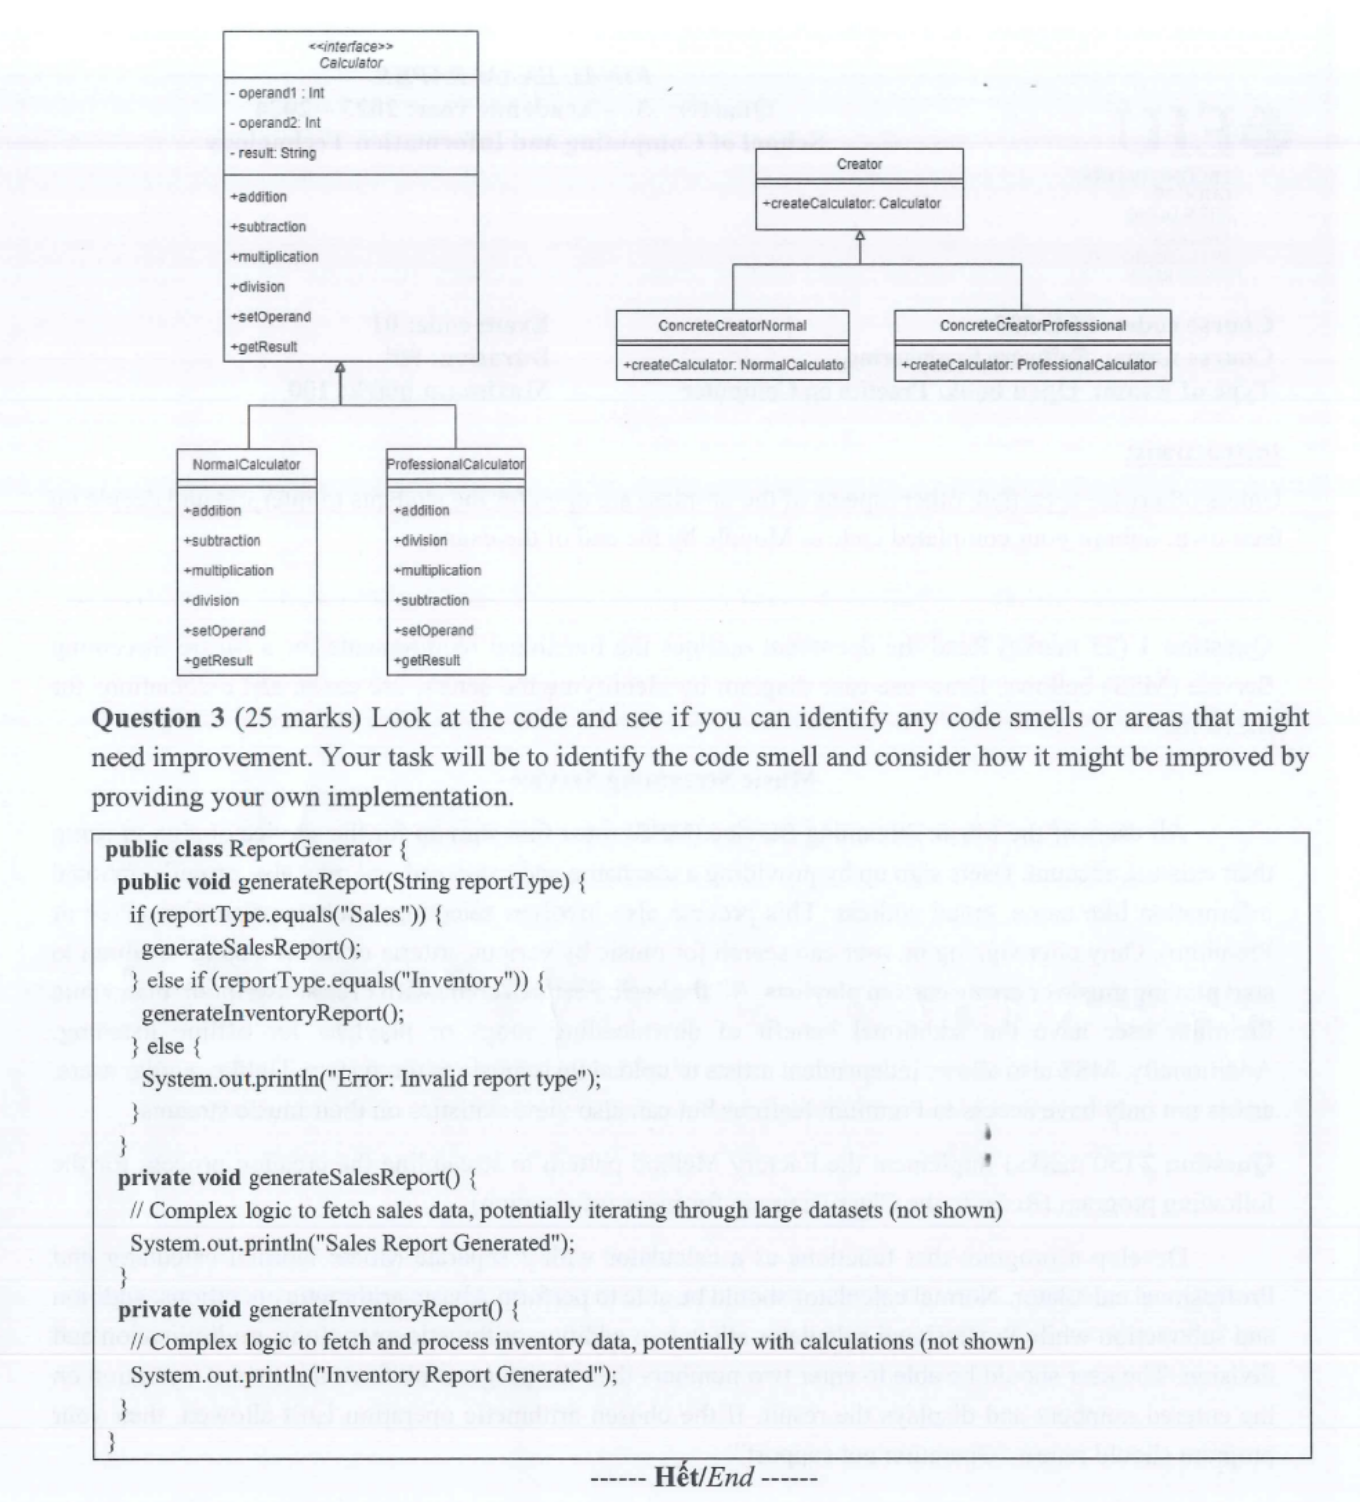 <<interface>>
Calculator
- operand1 : Int
- operand2: Int
- result: String
+addition
+subtraction
+multiplication
+division
+setOperand
+getResult
Creator
+createCalculator: Calculator
ConcreteCreatorNormal
+createCalculator: NormalCalculato
ConcreteCreatorProfesssional
+createCalculator: ProfessionalCalculator
NormalCalculator
+addition
+subtraction
+multiplication
+division
+setOperand
+getResult
ProfessionalCalculator
+addition
+division
+multiplication
+subtraction
+setOperand
+getResult
Question 3 (25 marks) Look at the code and see if you can identify any code smells or areas that might
need improvement. Your task will be to identify the code smell and consider how it might be improved by
providing your own implementation.
public class ReportGenerator {
public void generateReport(String reportType) {
if (reportType.equals("Sales")) {
generateSalesReport();
} else if (reportType.equals("Inventory")) {
generateInventoryReport();
} else {
System.out.println("Error: Invalid report type");
}
}
private void generateSalesReport() {
// Complex logic to fetch sales data, potentially iterating through large datasets (not shown)
System.out.println("Sales Report Generated");
}
private void generateInventoryReport() {
// Complex logic to fetch and process inventory data, potentially with calculations (not shown)
System.out.println("Inventory Report Generated");
}
}
------ Hết/End ------